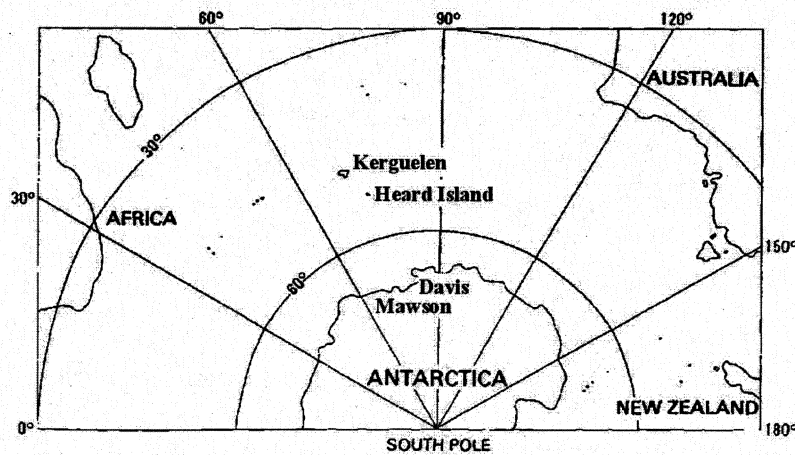 60° 90° 120°
AUSTRALIA
30°
Kerguelen
Heard Island
30°
AFRICA
150°
60°
Davis
Mawson
ANTARCTICA
NEW ZEALAND
0° 180°
SOUTH POLE